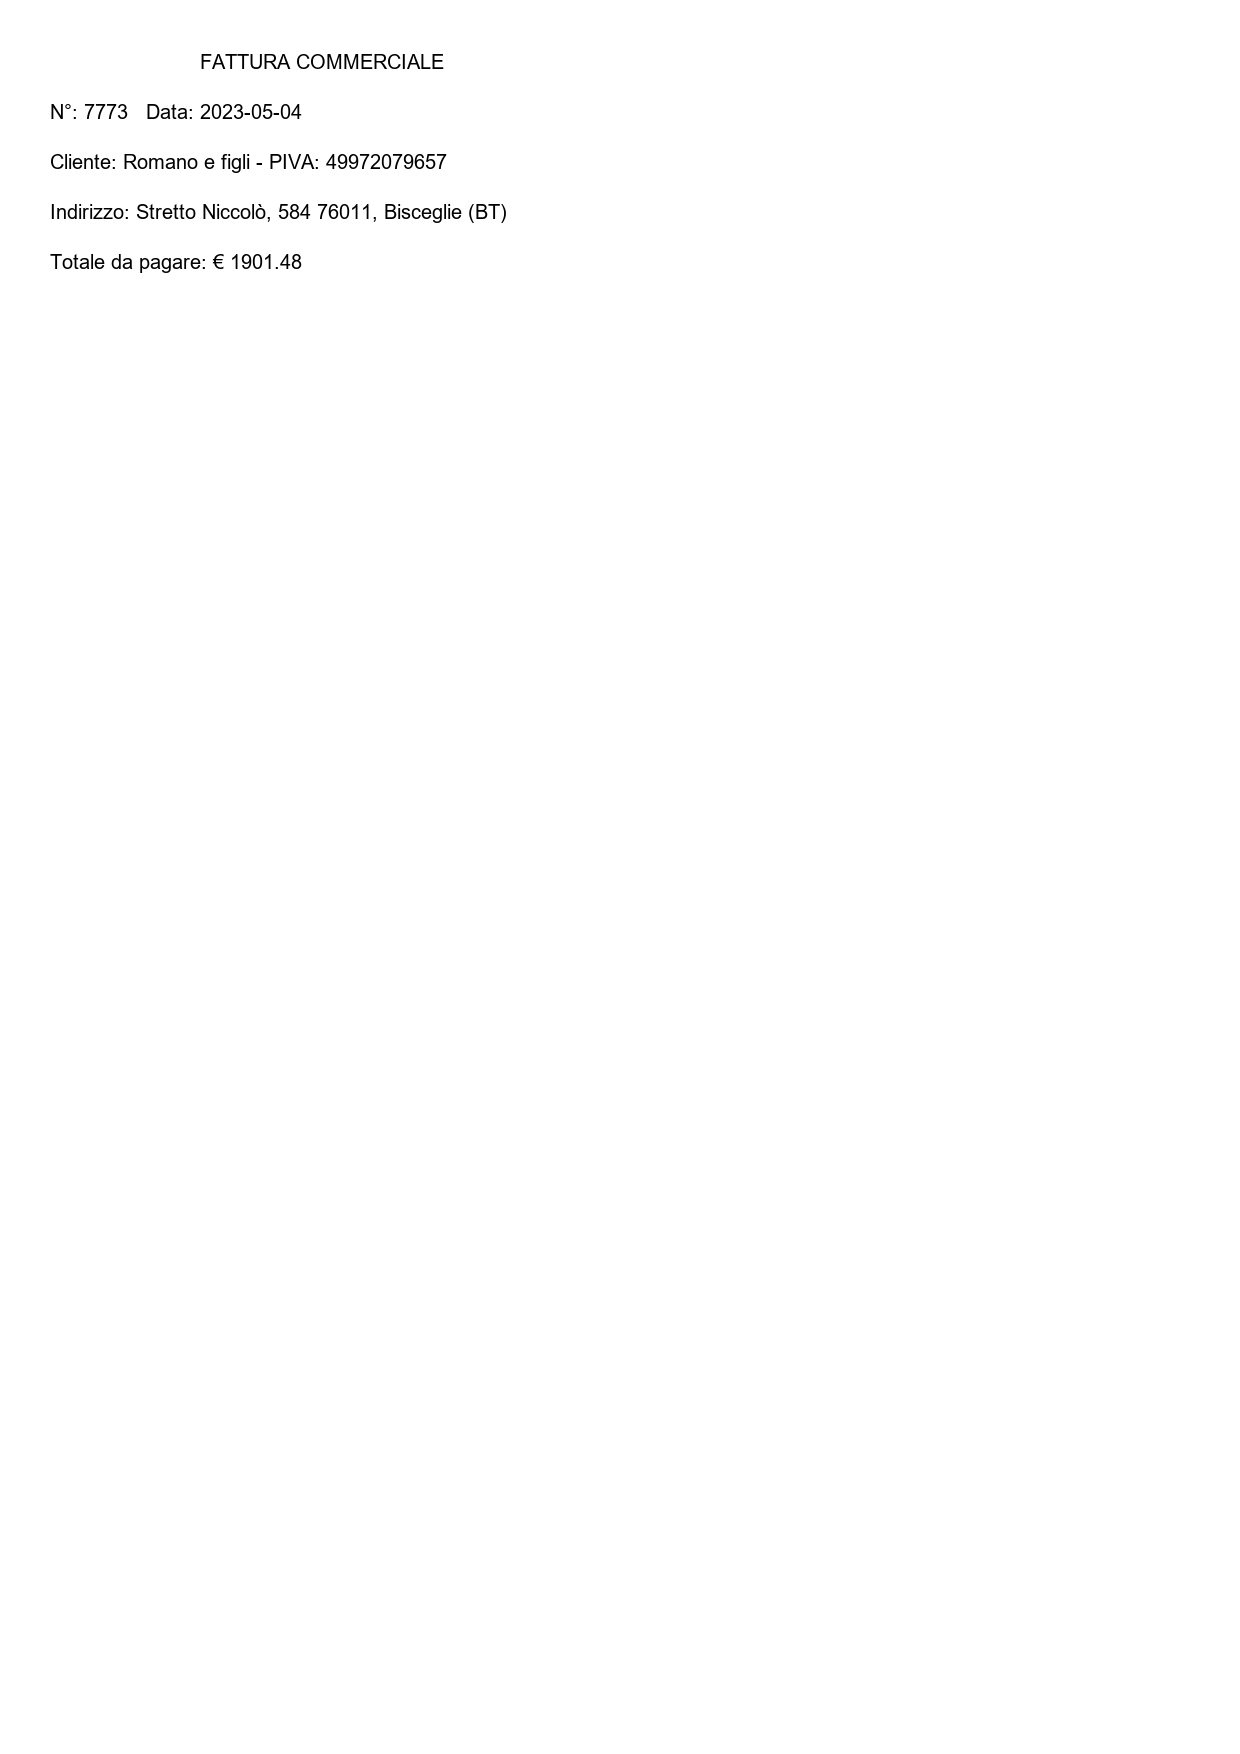 FATTURA COMMERCIALE
N°: 7773 Data: 2023-05-04
Cliente: Romano e figli - PIVA: 49972079657
Indirizzo: Stretto Niccolò, 584 76011, Bisceglie (BT)
Totale da pagare: € 1901.48